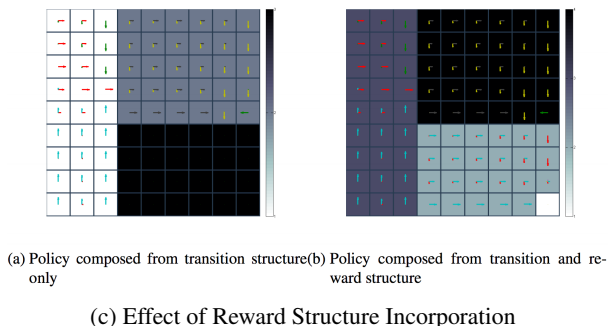 (a) Policy composed from transition structure
only
(b) Policy composed from transition and re-
ward structure
(c) Effect of Reward Structure Incorporation